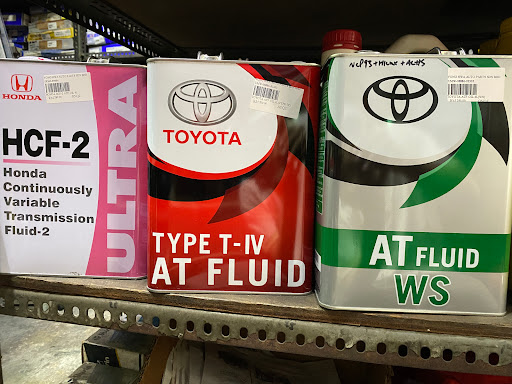 HONDA
HCF-2
Honda
Continuously
Variable
Transmission
Fluid-2
ULTRA
TOYOTA
TYPE T-IV
AT FLUID
AT FLUID
WS